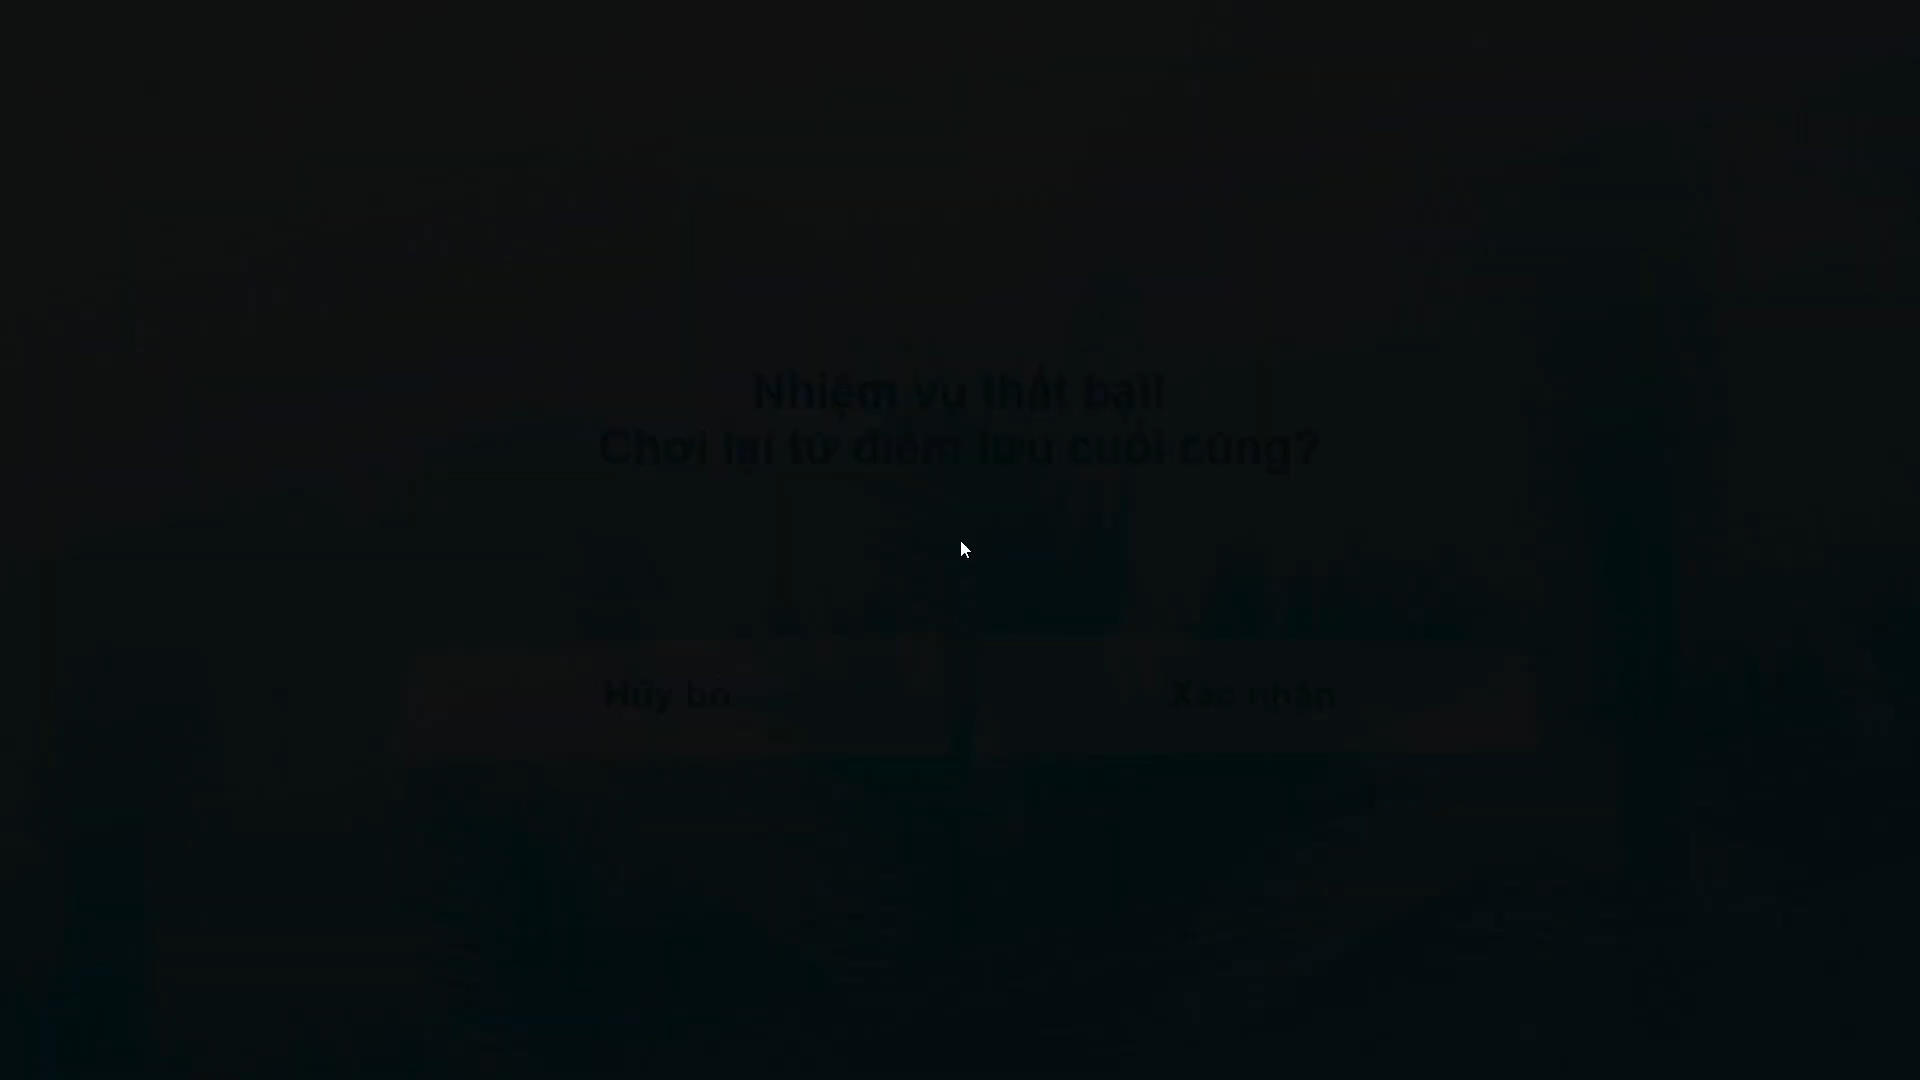 Nhiệm vụ thất bại!
Chơi lại từ điểm lưu cuối cùng?
Hủy bỏ
Xác nhận